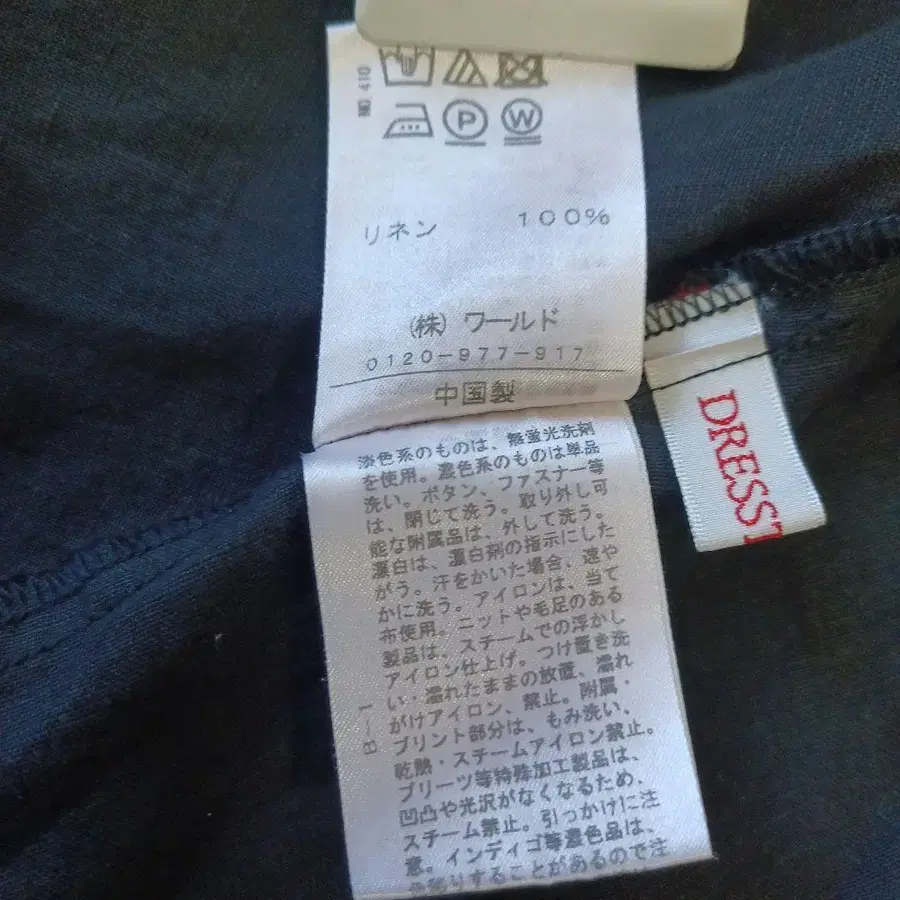 NO. 410
P W
リネン 100%
(株) ワールド
0120-977-917
中国製
淡色系のものは、無蛍光洗剤
を使用。濃色系のものは単品
洗い。ボタン、ファスナー等
は、閉じて洗う。取り外し可
能な附属品は、外して洗う。
漂白は、漂白剤の指示にした
がう。汗をかいた場合、速や
かに洗う。アイロンは、当て
布使用。ニットや毛足のある
製品は、スチームでの浮かし
アイロン仕上げ。つけ置き洗
い・濡れたままの放置、濡れ
がけアイロン、禁止。附属・
プリント部分は、もみ洗い、
乾熱・スチームアイロン禁止。
プリーツ等特殊加工製品は、
凹凸や光沢がなくなるため、
スチーム禁止。引っかけに注
意。インディゴ等濃色品は、
色移りすることがあるので注
B-1
DRESST